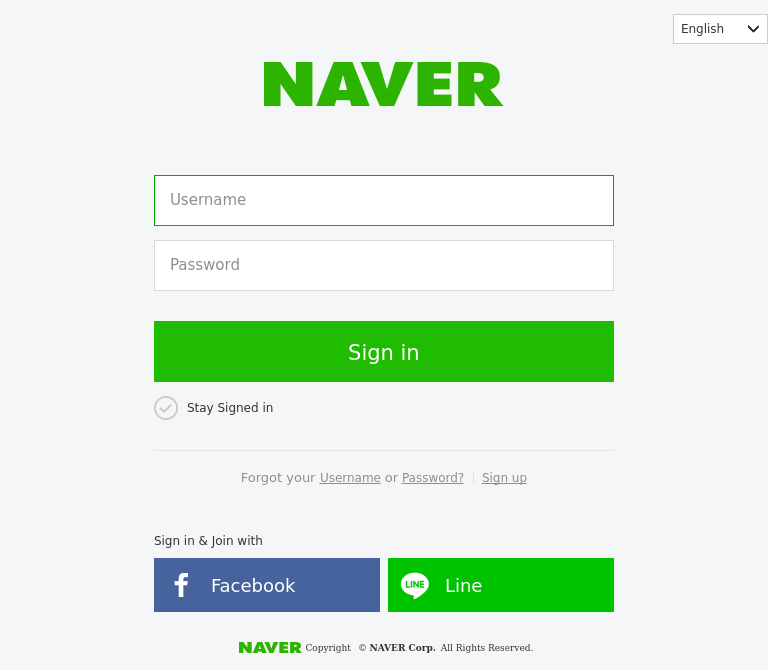 English
NAVER
Username
Password
Sign in
Stay Signed in
Forgot your Username or Password? Sign up
Sign in & Join with
Facebook
LINE Line
NAVER Copyright © NAVER Corp. All Rights Reserved.